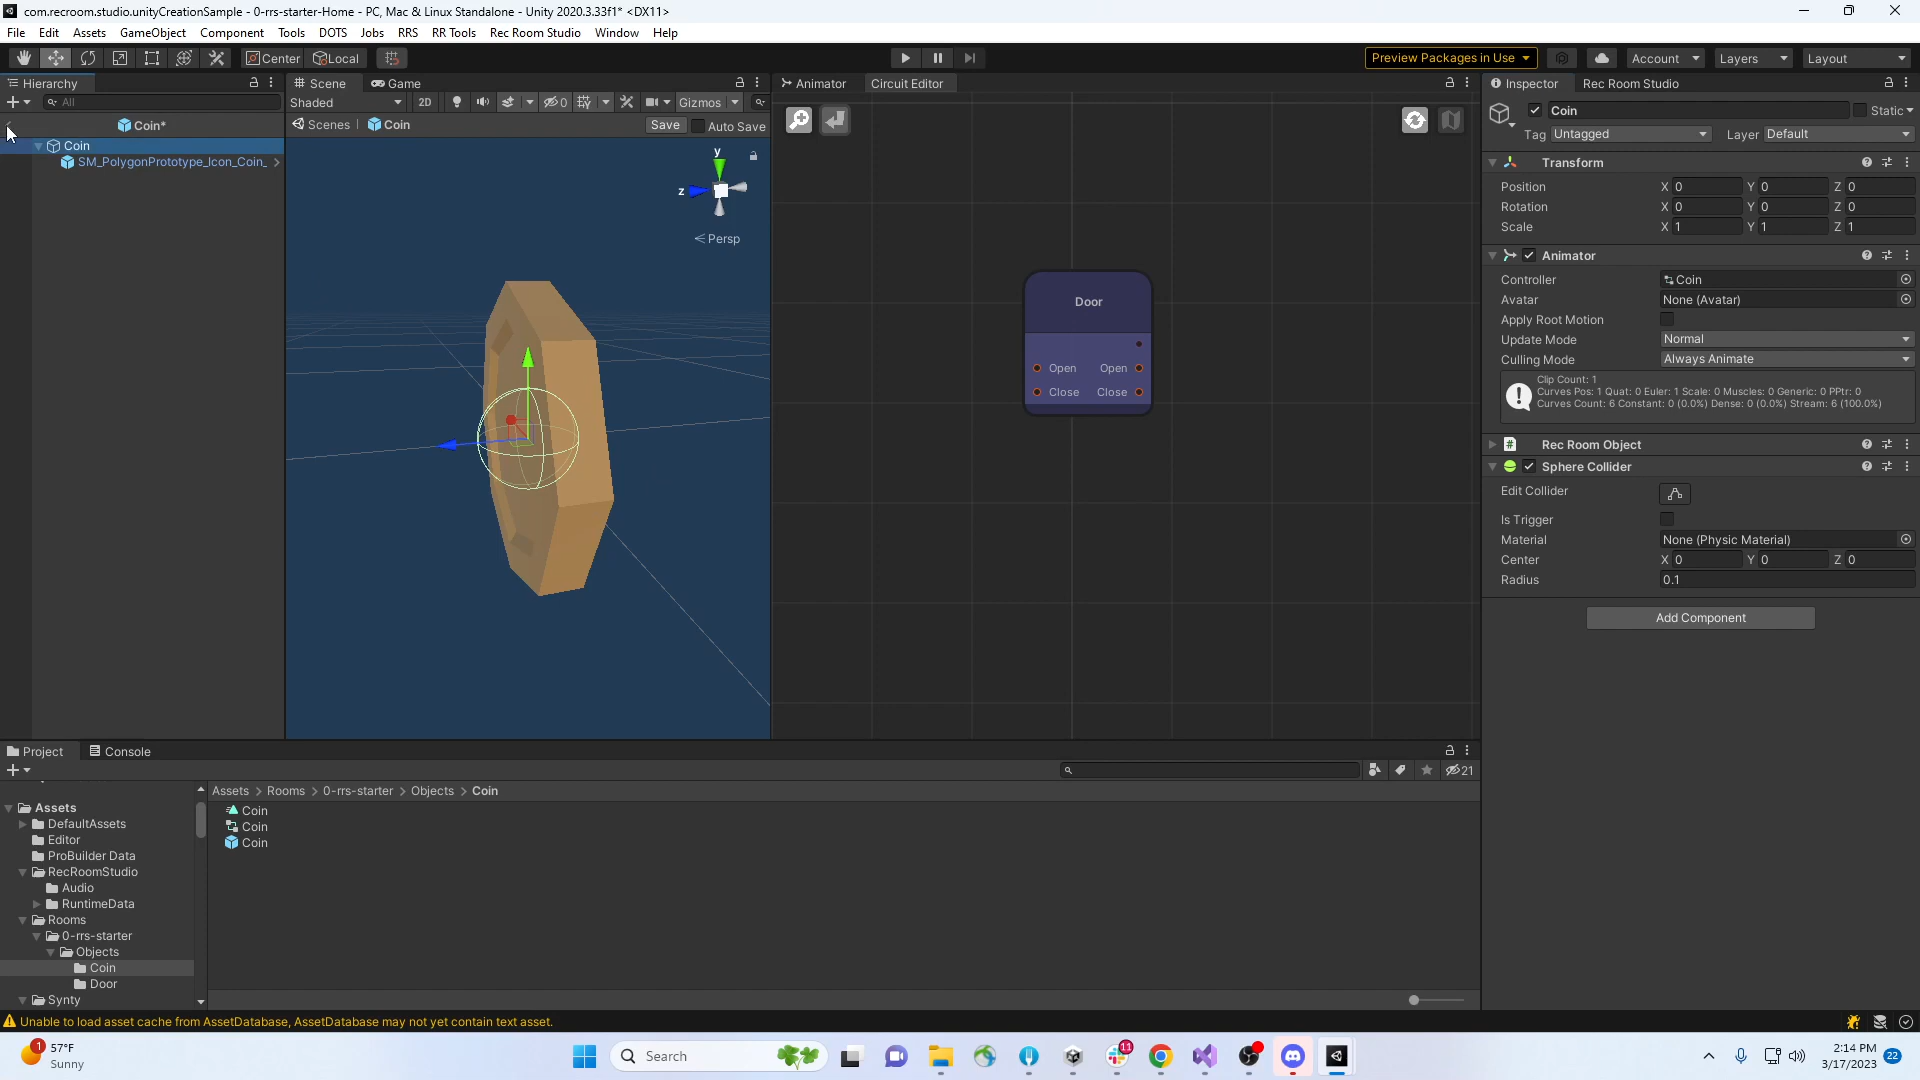 com.recroom.studio.unityCreationSample - 0-rrs-starter-Home - PC, Mac & Linux Standalone - Unity 2020.3.33f1* <DX11>
File Edit Assets GameObject Component Tools DOTS Jobs RRS RR Tools Rec Room Studio Window Help
Center Local Preview Packages in Use Account Layers Layout
Hierarchy Scene Game Animator Circuit Editor Inspector Rec Room Studio
All Shaded 2D 0 Gizmos
Coin* Scenes Coin Save Auto Save
Coin
SM_PolygonPrototype_Icon_Coin_
y
z
Persp
Door
Open Open
Close Close
Coin Static
Tag Untagged Layer Default
Transform
Position X 0 Y 0 Z 0
Rotation X 0 Y 0 Z 0
Scale X 1 Y 1 Z 1
Animator
Controller Coin
Avatar None (Avatar)
Apply Root Motion
Update Mode Normal
Culling Mode Always Animate
Clip Count: 1
Curves Pos: 1 Quat: 0 Euler: 1 Scale: 0 Muscles: 0 Generic: 0 PPtr: 0
Curves Count: 6 Constant: 0 (0.0%) Dense: 0 (0.0%) Stream: 6 (100.0%)
# Rec Room Object
Sphere Collider
Edit Collider
Is Trigger
Material None (Physic Material)
Center X 0 Y 0 Z 0
Radius 0.1
Add Component
Project Console
21
Assets
DefaultAssets
Editor
ProBuilder Data
RecRoomStudio
Audio
RuntimeData
Rooms
0-rrs-starter
Objects
Coin
Door
Synty
Assets > Rooms > 0-rrs-starter > Objects > Coin
Coin
Coin
Coin
Unable to load asset cache from AssetDatabase, AssetDatabase may not yet contain text asset.
1
57°F
Sunny
Search
11
2:14 PM
3/17/2023
22